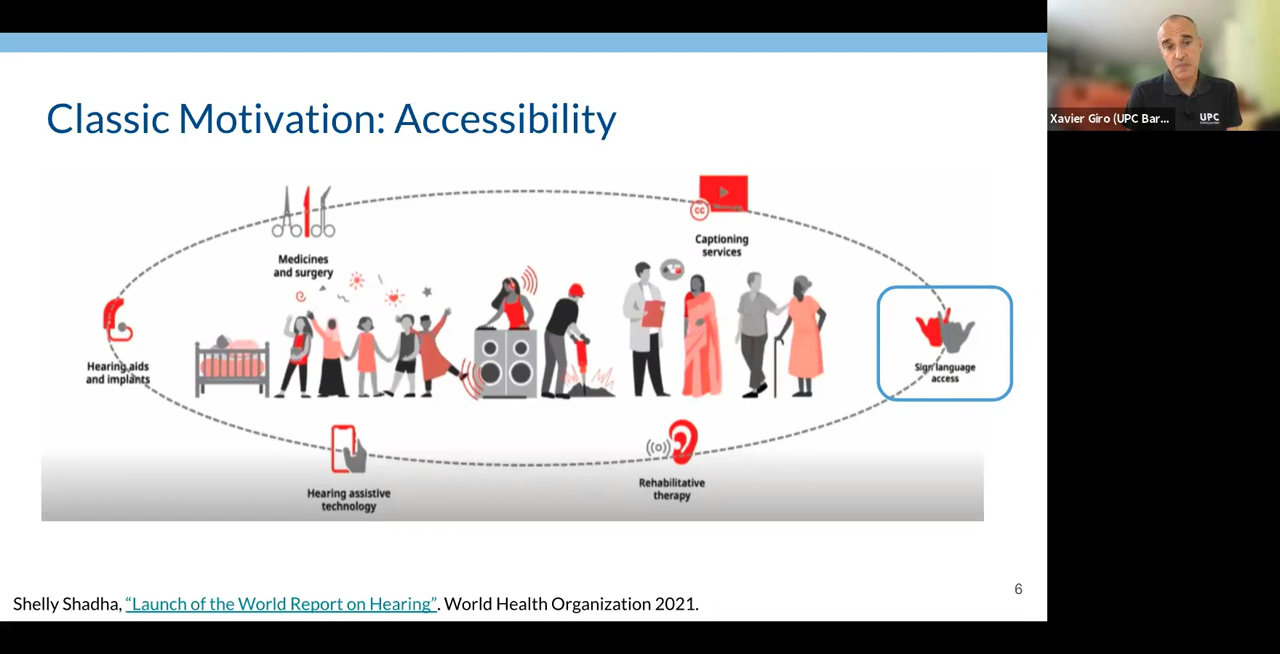 Classic Motivation: Accessibility
Medicines
and surgery
CC
Captioning
services
Hearing aids
and implants
Sign language
access
Hearing assistive
technology
Rehabilitative
therapy
6
Shelly Shadha, “Launch of the World Report on Hearing”. World Health Organization 2021.
Xavier Giro (UPC Bar...
UPC